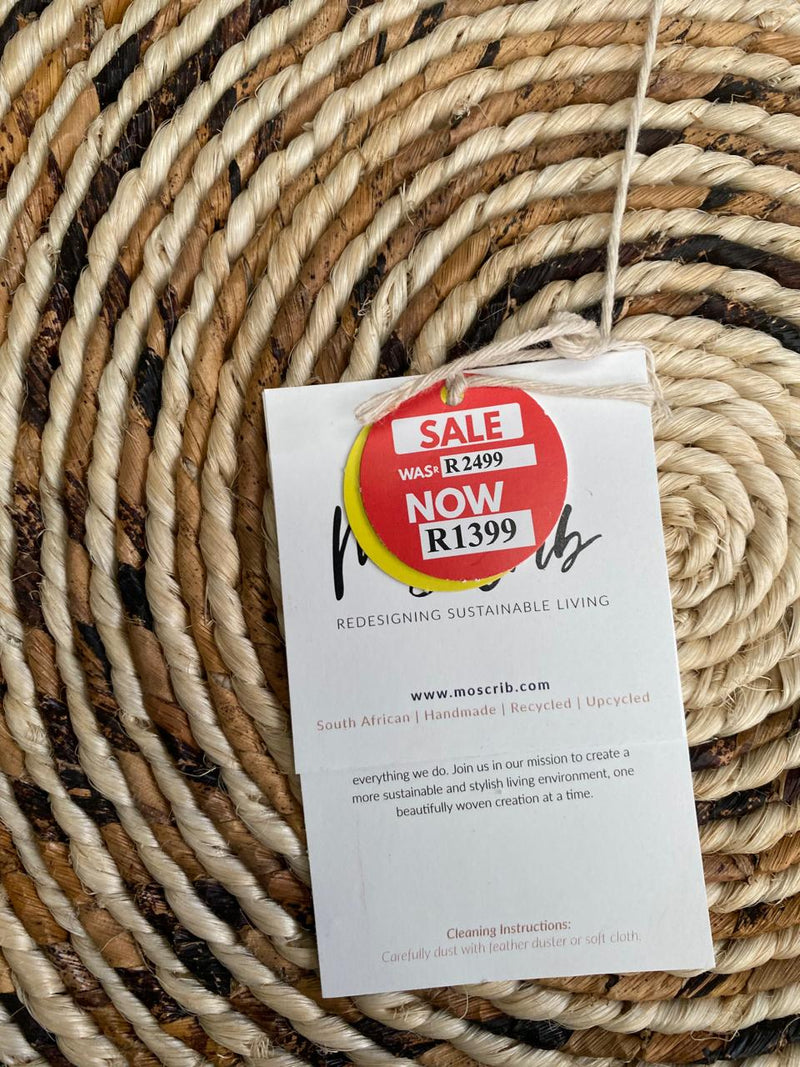 SALE
WASR R2499
NOW
R1399
REDESIGNING SUSTAINABLE LIVING
www.moscrib.com
South African | Handmade | Recycled | Upcycled
everything we do. Join us in our mission to create a
more sustainable and stylish living environment, one
beautifully woven creation at a time.
Cleaning Instructions:
Carefully dust with feather duster or soft cloth.